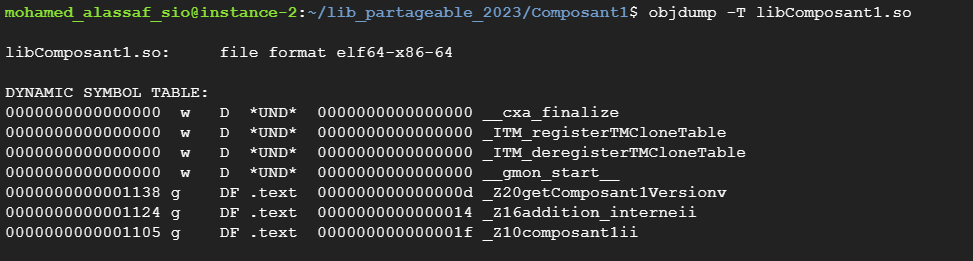 mohamed_alassaf_sio@instance-2:~/lib_partageable_2023/Composant1$ objdump -T libComposant1.so
libComposant1.so:     file format elf64-x86-64
DYNAMIC SYMBOL TABLE:
0000000000000000  w   D  *UND*  0000000000000000 __cxa_finalize
0000000000000000  w   D  *UND*  0000000000000000 _ITM_registerTMCloneTable
0000000000000000  w   D  *UND*  0000000000000000 _ITM_deregisterTMCloneTable
0000000000000000  w   D  *UND*  0000000000000000 __gmon_start__
0000000000001138 g    DF .text  000000000000000d _Z20getComposant1Versionv
0000000000001124 g    DF .text  0000000000000014 _Z16addition_interneii
0000000000001105 g    DF .text  000000000000001f _Z10composant1ii